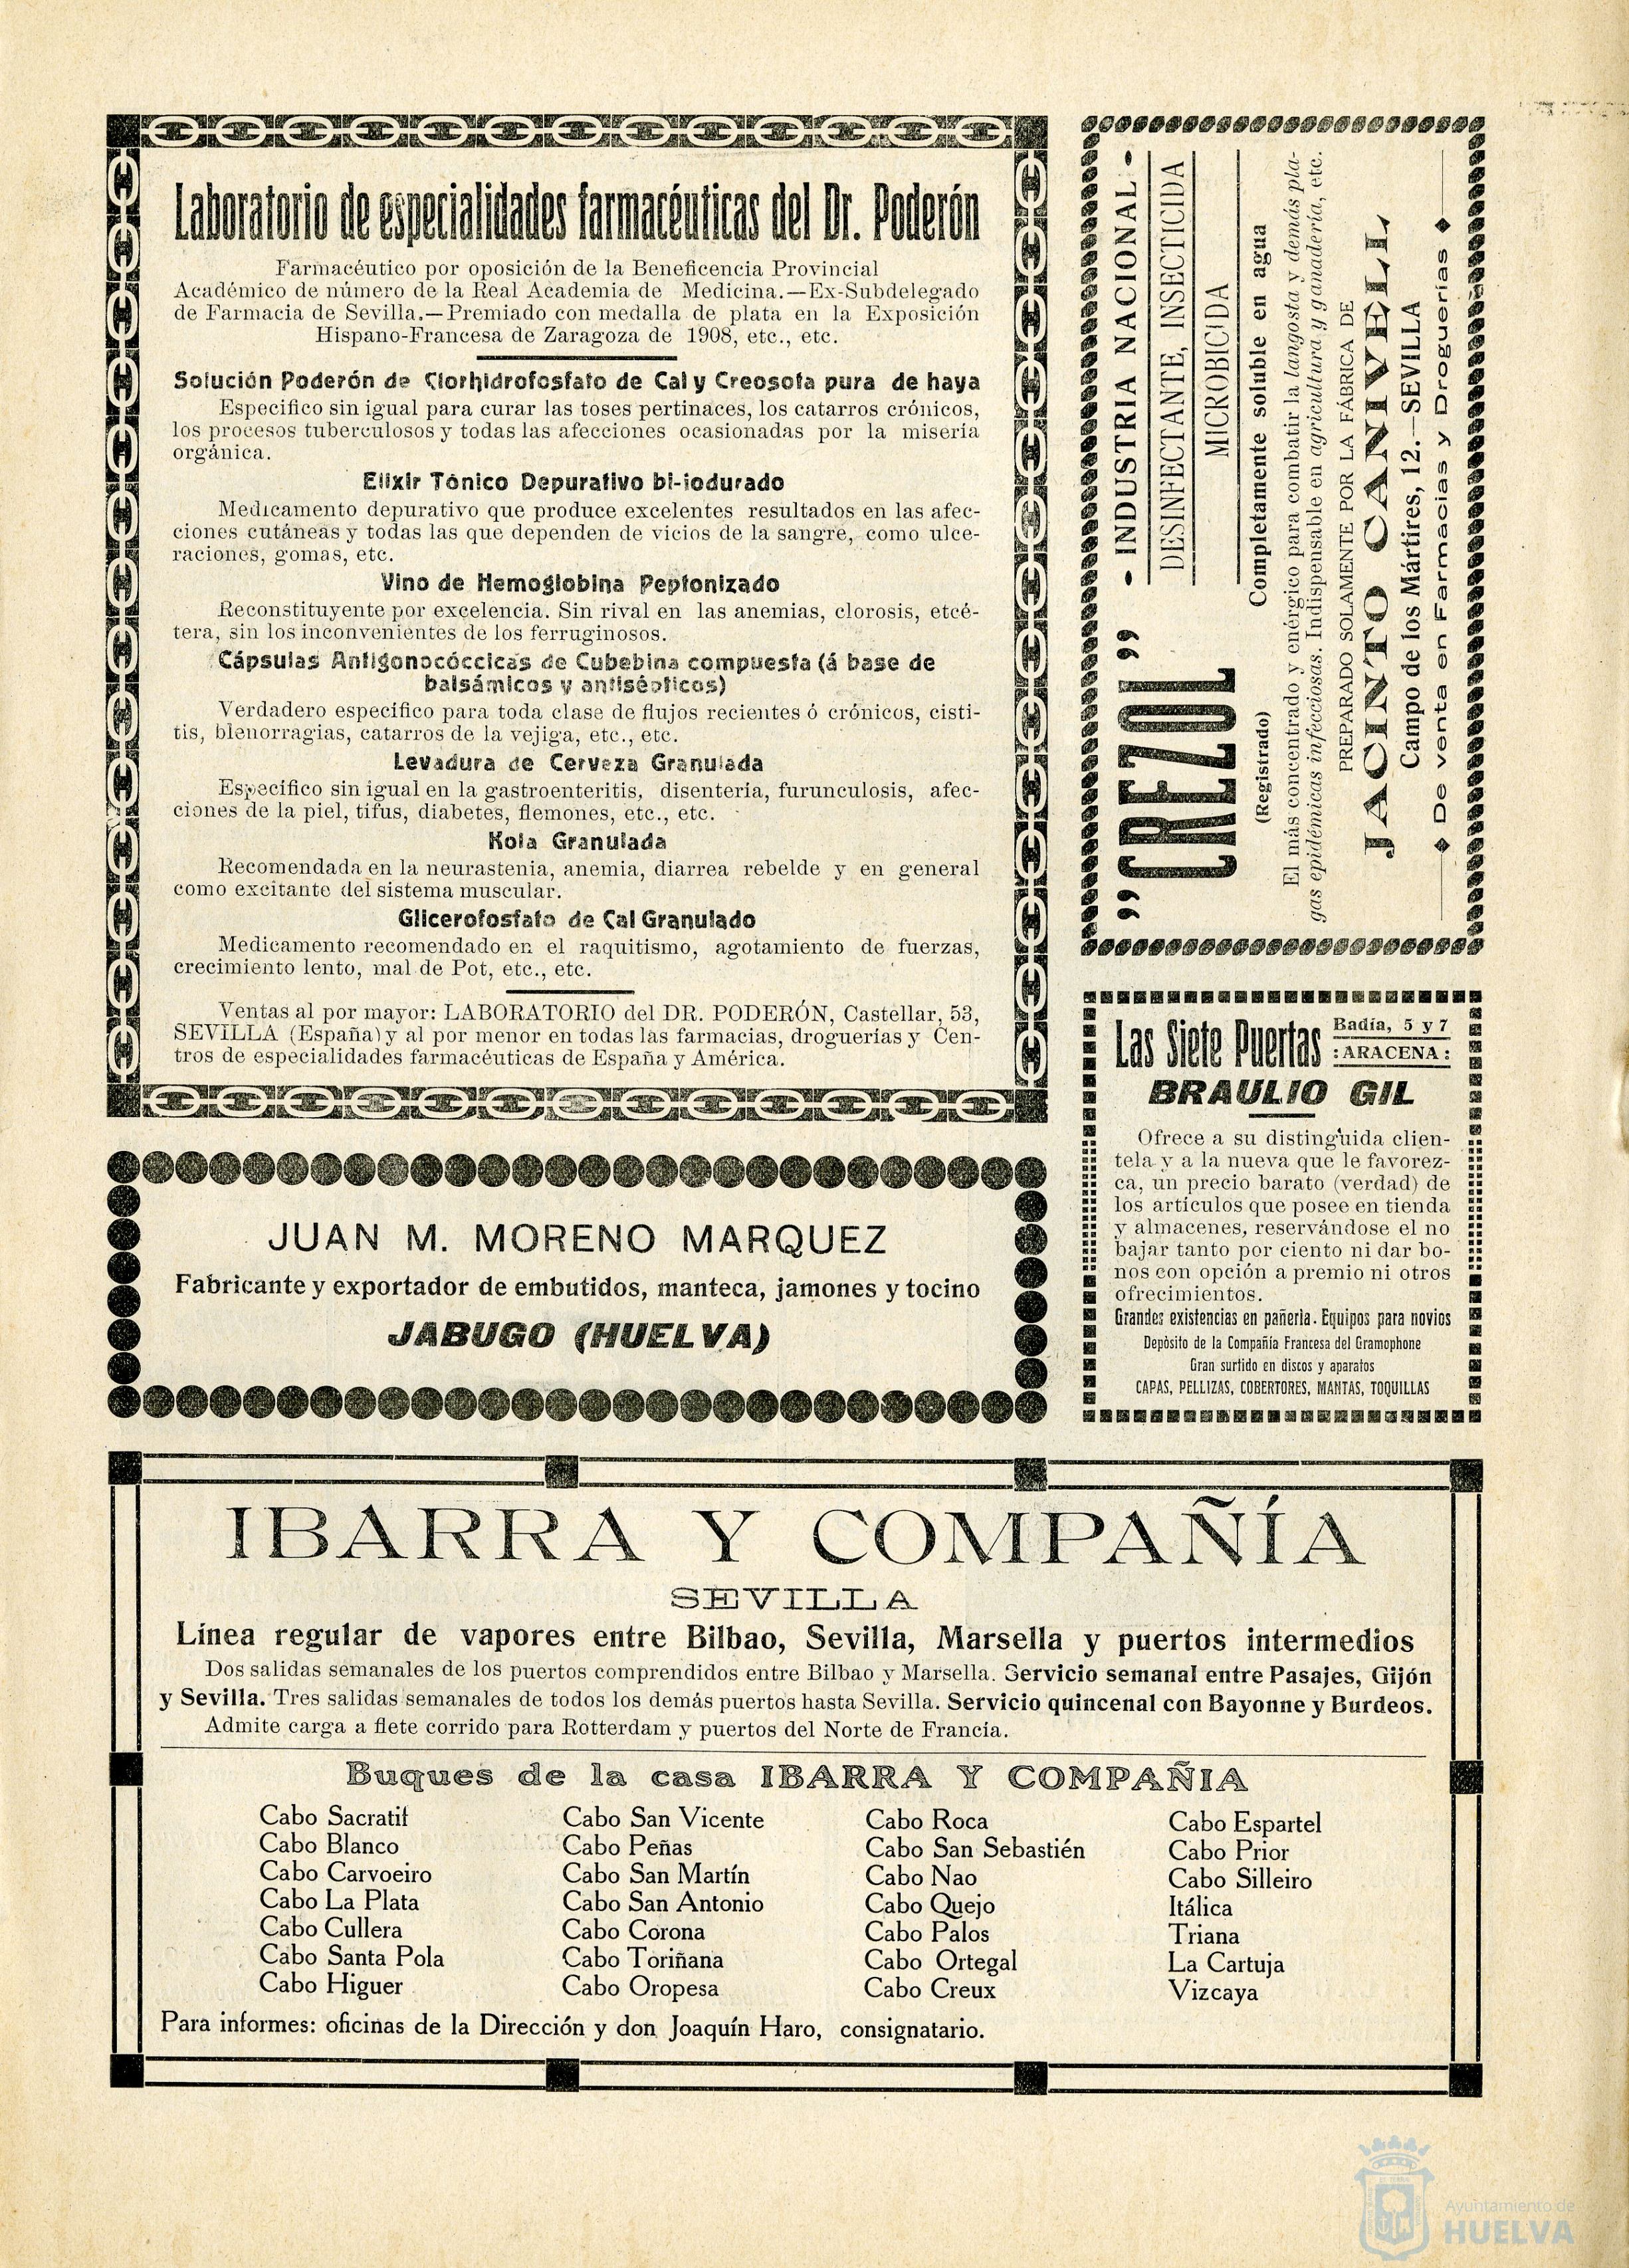 Laboratorio de especialidades farmacéuticas del Dr. Poderón
Farmacéutico por oposición de la Beneficencia Provincial
Académico de número de la Real Academia de Medicina.—Ex-Subdelegado
de Farmacia de Sevilla.—Premiado con medalla de plata en la Exposición
Hispano-Francesa de Zaragoza de 1908, etc., etc.
Solución Poderón de Clorhidrofosfato de Cal y Creosota pura de haya
Especifico sin igual para curar las toses pertinaces, los catarros crónicos,
los procesos tuberculosos y todas las afecciones ocasionadas por la miseria
orgánica.
Elixir Tónico Depurativo bi-iodurado
Medicamento depurativo que produce excelentes resultados en las afec-
ciones cutáneas y todas las que dependen de vicios de la sangre, como ulce-
raciones, gomas, etc.
Vino de Hemoglobina Peptonizado
Reconstituyente por excelencia. Sin rival en las anemias, clorosis, etcé-
tera, sin los inconvenientes de los ferruginosos.
Cápsulas Antigonocóccicas de Cubebina compuesta (á base de
balsámicos y antisépticos)
Verdadero específico para toda clase de flujos recientes ó crónicos, cisti-
tis, blenorragias, catarros de la vejiga, etc., etc.
Levadura de Cerveza Granulada
Específico sin igual en la gastroenteritis, disenteria, furunculosis, afec-
ciones de la piel, tifus, diabetes, flemones, etc., etc.
Kola Granulada
Recomendada en la neurastenia, anemia, diarrea rebelde y en general
como excitante del sistema muscular.
Glicerofosfato de Cal Granulado
Medicamento recomendado en el raquitismo, agotamiento de fuerzas,
crecimiento lento, mal de Pot, etc., etc.
Ventas al por mayor: LABORATORIO del DR. PODERÓN, Castellar, 53,
SEVILLA (España) y al por menor en todas las farmacias, droguerías y Cen-
tros de especialidades farmacéuticas de España y América.
"CREZOL"
(Registrado)
- INDUSTRIA NACIONAL -
DESINFECTANTE, INSECTICIDA
MICROBICIDA
Completamente soluble en agua
El más concentrado y enérgico para combatir la langosta y demás pla-
gas epidémicas infecciosas. Indispensable en agricultura y ganadería, etc.
PREPARADO SOLAMENTE POR LA FÁBRICA DE
JACINTO CANIVELL
Campo de los Mártires, 12.—SEVILLA
De venta en Farmacias y Droguerías
Las Siete Puertas
Badía, 5 y 7
: ARACENA :
BRAULIO GIL
Ofrece a su distinguida clien-
tela y a la nueva que le favorez-
ca, un precio barato (verdad) de
los artículos que posee en tienda
y almacenes, reservándose el no
bajar tanto por ciento ni dar bo-
nos con opción a premio ni otros
ofrecimientos.
Grandes existencias en pañería. Equipos para novios
Depósito de la Compañía Francesa del Gramophone
Gran surtido en discos y aparatos
CAPAS, PELLIZAS, COBERTORES, MANTAS, TOQUILLAS
JUAN M. MORENO MARQUEZ
Fabricante y exportador de embutidos, manteca, jamones y tocino
JABUGO (HUELVA)
IBARRA Y COMPAÑÍA
SEVILLA
Línea regular de vapores entre Bilbao, Sevilla, Marsella y puertos intermedios
Dos salidas semanales de los puertos comprendidos entre Bilbao y Marsella. Servicio semanal entre Pasajes, Gijón
y Sevilla. Tres salidas semanales de todos los demás puertos hasta Sevilla. Servicio quincenal con Bayonne y Burdeos.
Admite carga a flete corrido para Rotterdam y puertos del Norte de Francia.
Buques de la casa IBARRA Y COMPAÑIA
Cabo Sacratif
Cabo Blanco
Cabo Carvoeiro
Cabo La Plata
Cabo Cullera
Cabo Santa Pola
Cabo Higuer
Cabo San Vicente
Cabo Peñas
Cabo San Martín
Cabo San Antonio
Cabo Corona
Cabo Toriñana
Cabo Oropesa
Cabo Roca
Cabo San Sebastién
Cabo Nao
Cabo Quejo
Cabo Palos
Cabo Ortegal
Cabo Creux
Cabo Espartel
Cabo Prior
Cabo Silleiro
Itálica
Triana
La Cartuja
Vizcaya
Para informes: oficinas de la Dirección y don Joaquín Haro, consignatario.
Ayuntamiento de
HUELVA